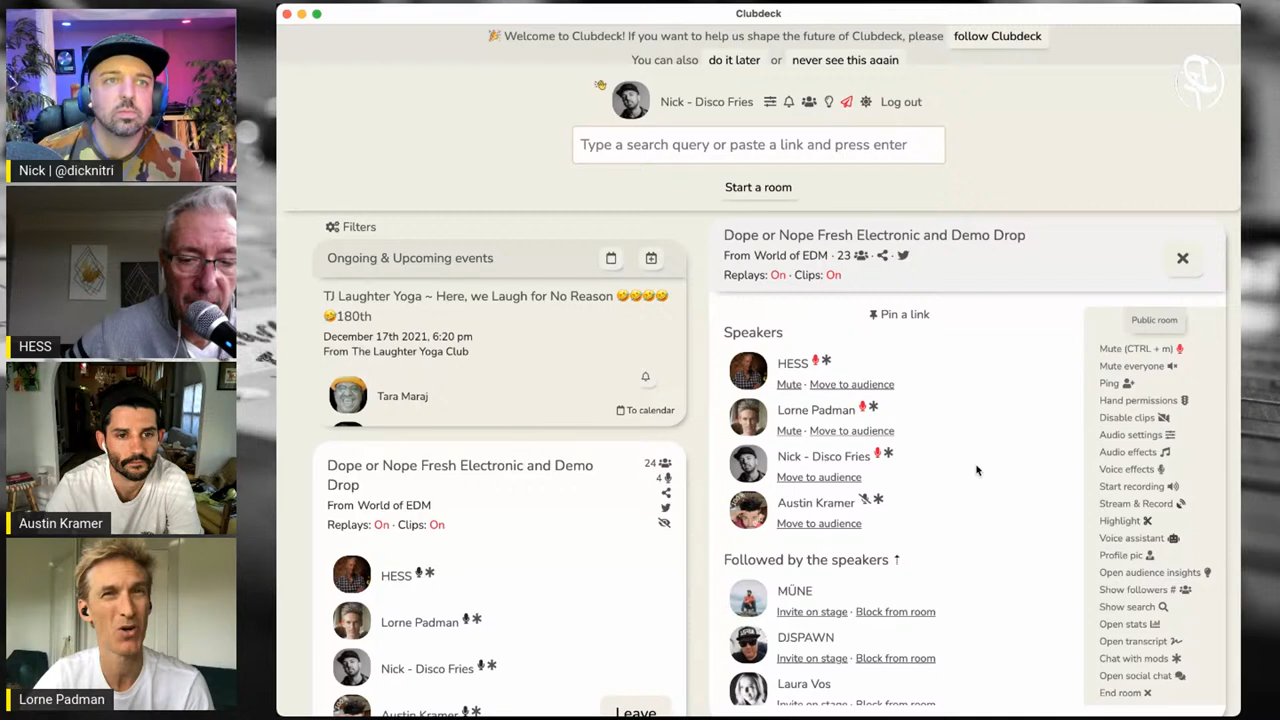 Nick | @dicknitri
HESS
Austin Kramer
Lorne Padman
Clubdeck
🎉 Welcome to Clubdeck! If you want to help us shape the future of Clubdeck, please follow Clubdeck
You can also do it later or never see this again
Nick - Disco Fries Log out
Type a search query or paste a link and press enter
Start a room
Filters
Ongoing & Upcoming events
TJ Laughter Yoga ~ Here, we Laugh for No Reason 🤣🤣🤣🤣
🤣180th
December 17th 2021, 6:20 pm
From The Laughter Yoga Club
Tara Maraj
To calendar
Dope or Nope Fresh Electronic and Demo
Drop
24
4
From World of EDM
Replays: On · Clips: On
HESS
Lorne Padman
Nick - Disco Fries
Austin Kramer
Leave
Dope or Nope Fresh Electronic and Demo Drop
From World of EDM · 23
Replays: On · Clips: On
Pin a link
Speakers
HESS
Mute · Move to audience
Lorne Padman
Mute · Move to audience
Nick - Disco Fries
Move to audience
Austin Kramer
Move to audience
Followed by the speakers ↑
MÜNE
Invite on stage · Block from room
DJSPAWN
Invite on stage · Block from room
Laura Vos
Invite on stage · Block from room
Public room
Mute (CTRL + m)
Mute everyone
Ping
Hand permissions
Disable clips
Audio settings
Audio effects
Voice effects
Start recording
Stream & Record
Highlight
Voice assistant
Profile pic
Open audience insights
Show followers #
Show search
Open stats
Open transcript
Chat with mods
Open social chat
End room